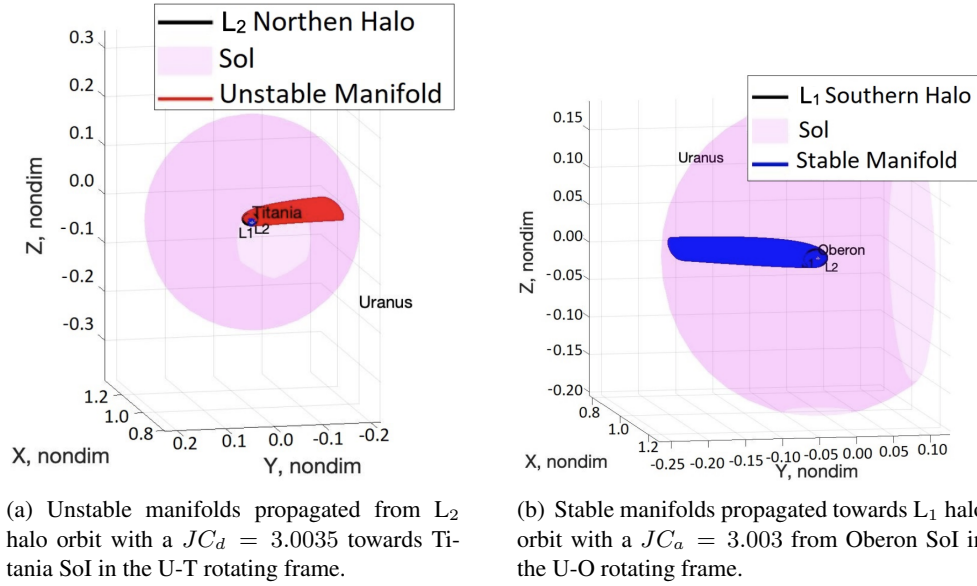 L₂ Northen Halo
SoI
Unstable Manifold
0.3
0.2
0.1
0.0
-0.1
-0.2
-0.3
Z, nondim
Titania
L1 L2
Uranus
1.2
1.0
0.8
X, nondim
0.2 0.1 0.0 -0.1 -0.2
Y, nondim
(a) Unstable manifolds propagated from L₂
halo orbit with a JC_d = 3.0035 towards Ti-
tania SoI in the U-T rotating frame.
L₁ Southern Halo
SoI
Stable Manifold
0.15
0.10
0.05
0.00
-0.05
-0.10
-0.15
-0.20
Z, nondim
Uranus
Oberon
L2
0.8
1.0
1.2
X, nondim
-0.25 -0.20 -0.15 -0.10 -0.05 0.00 0.05 0.10
Y, nondim
(b) Stable manifolds propagated towards L₁ halo
orbit with a JC_a = 3.003 from Oberon SoI in
the U-O rotating frame.